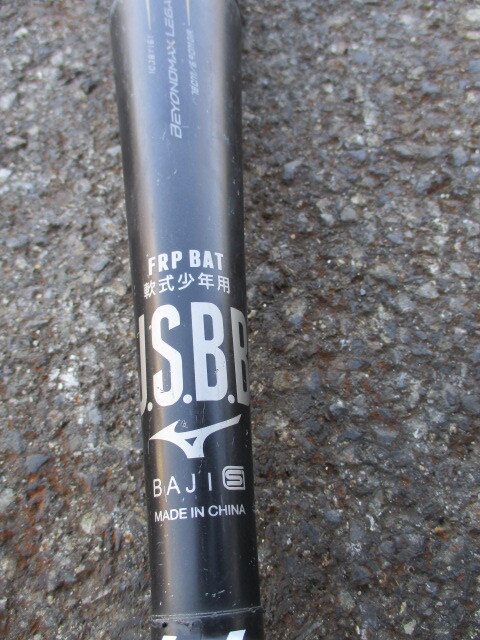 BEYONDMAX LEGA
FRP BAT
軟式少年用
J.S.B.B
BAJI S
MADE IN CHINA